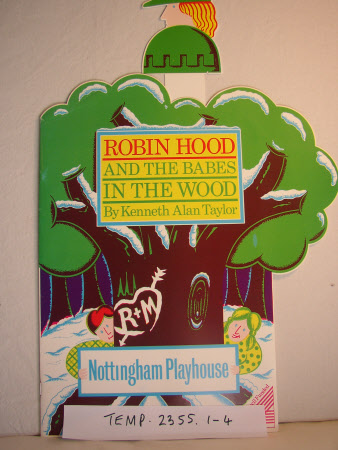 ROBIN HOOD
AND THE BABES
IN THE WOOD
By Kenneth Alan Taylor
R+M
Nottingham Playhouse
TEMP. 2355. 1-4